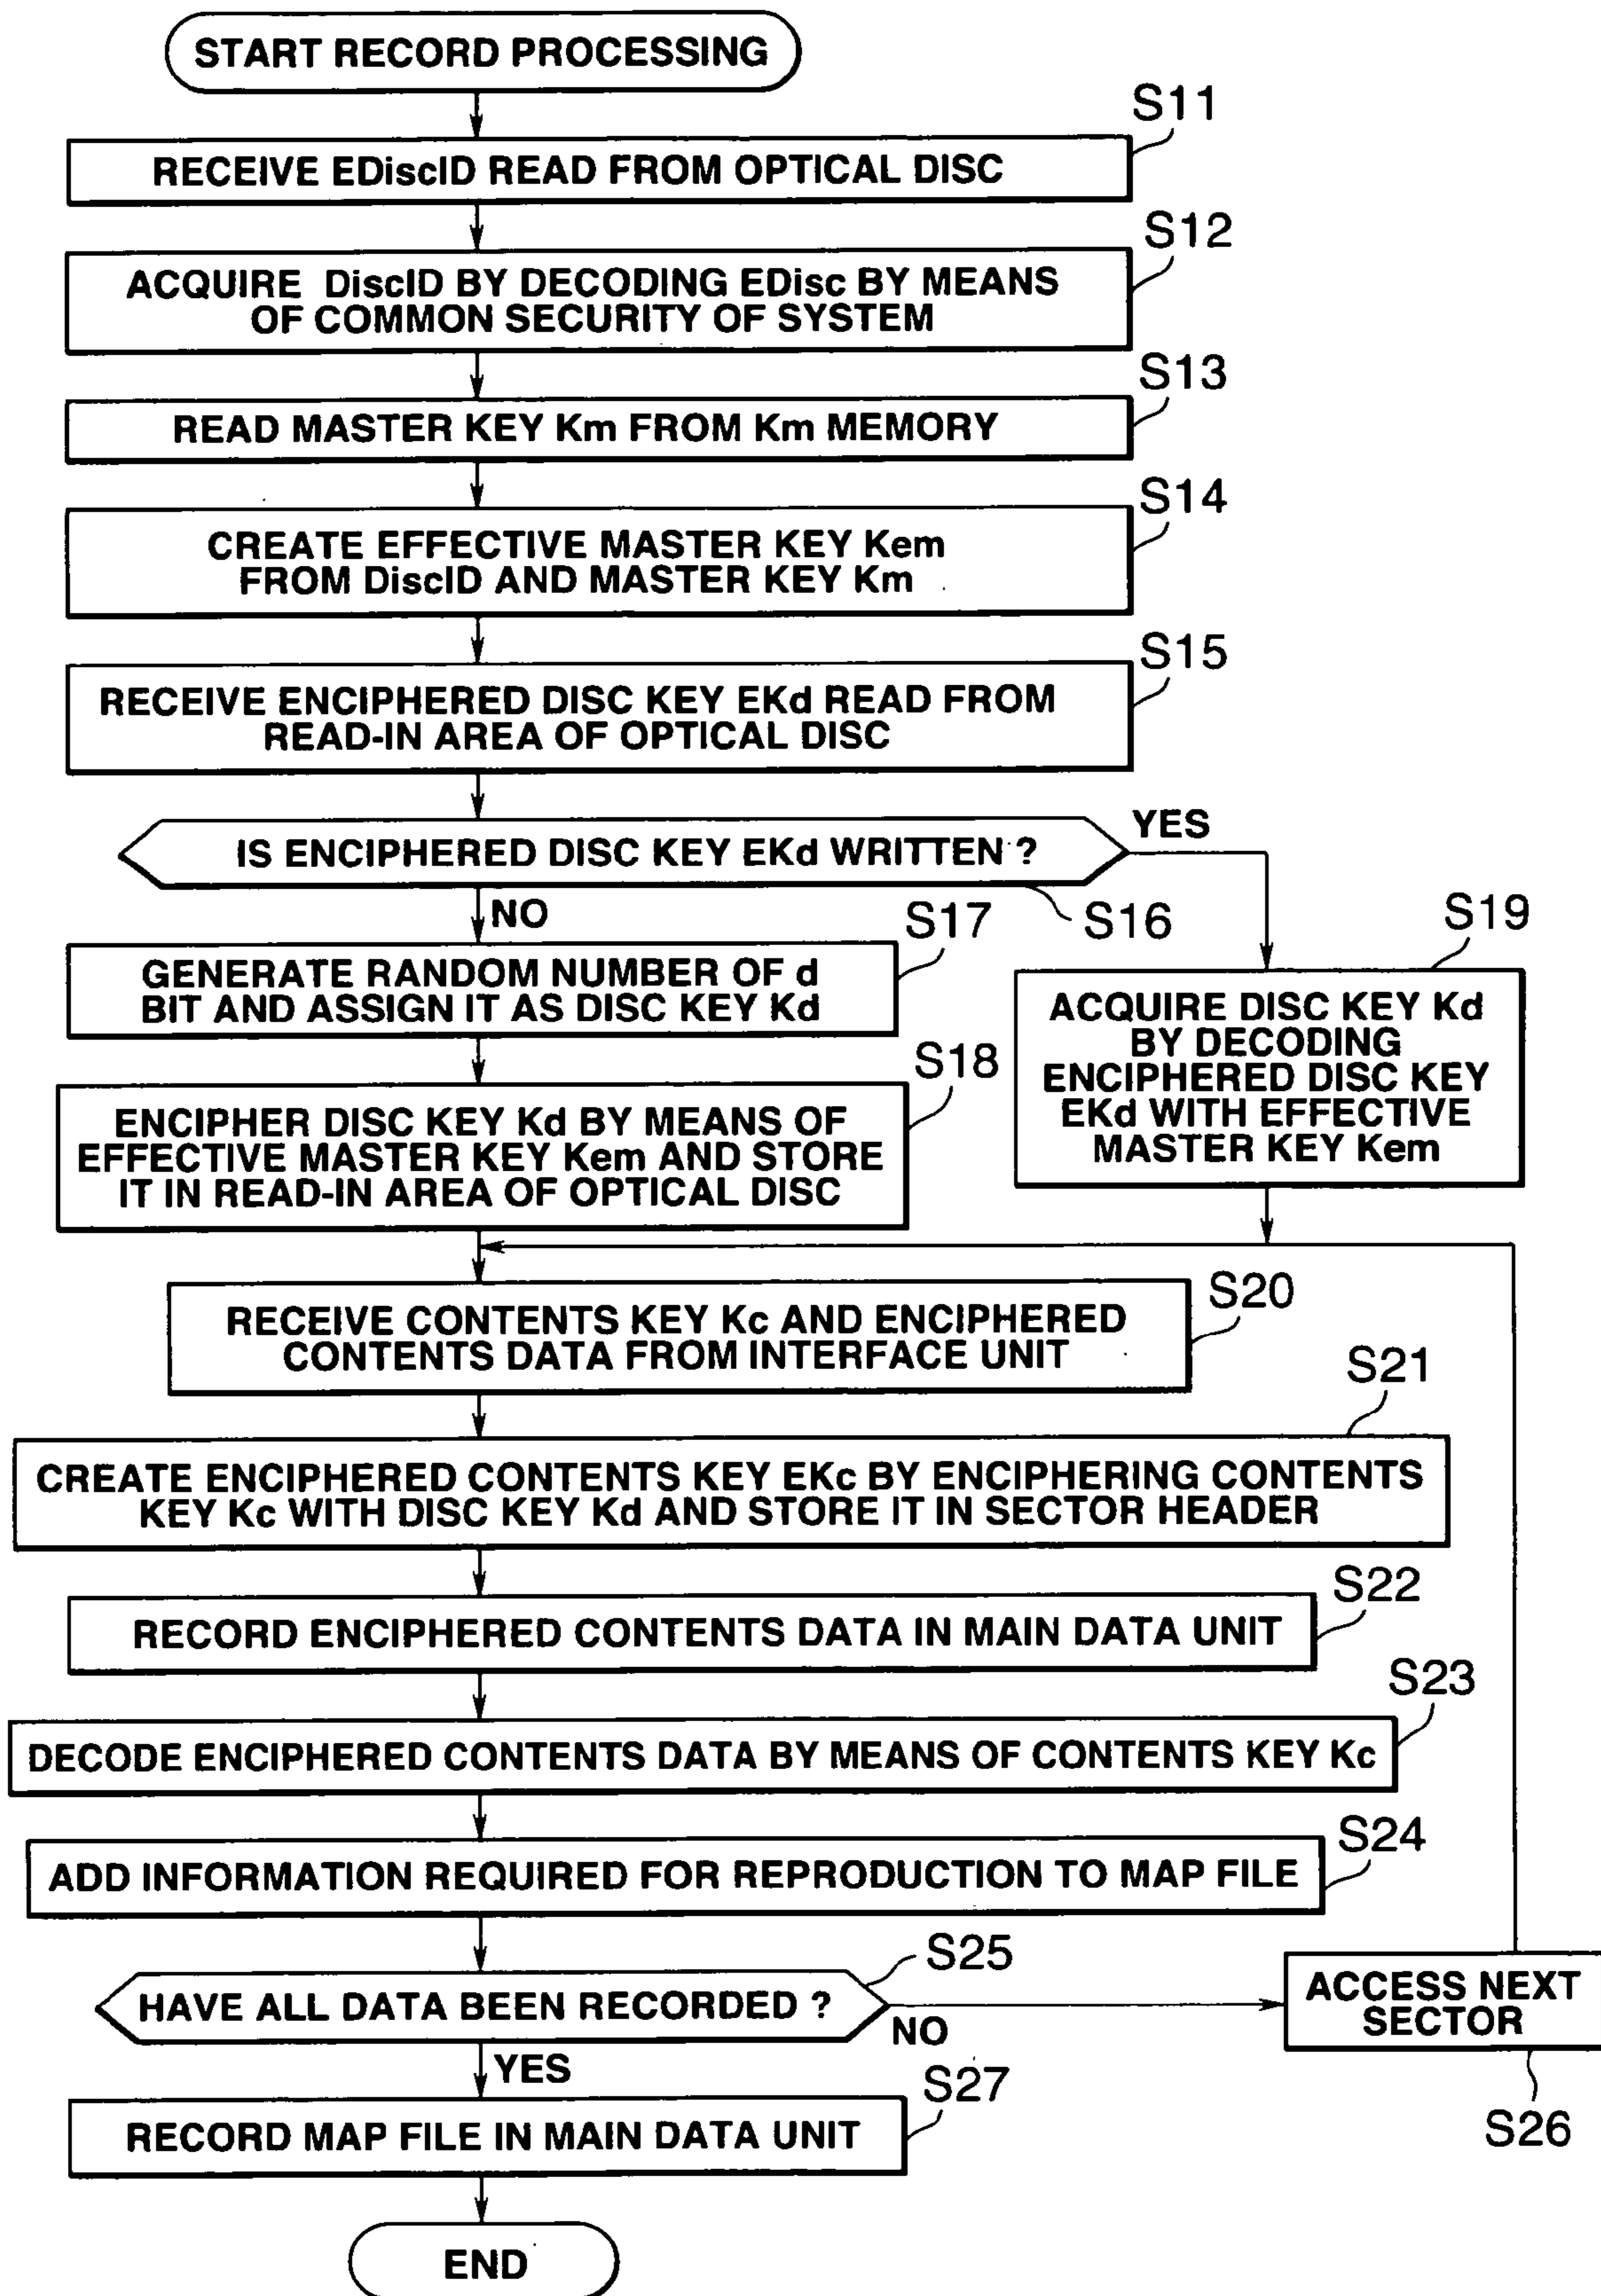 START RECORD PROCESSING
S11
RECEIVE EDiscID READ FROM OPTICAL DISC
S12
ACQUIRE DiscID BY DECODING EDisc BY MEANS
OF COMMON SECURITY OF SYSTEM
S13
READ MASTER KEY Km FROM Km MEMORY
S14
CREATE EFFECTIVE MASTER KEY Kem
FROM DiscID AND MASTER KEY Km
S15
RECEIVE ENCIPHERED DISC KEY EKd READ FROM
READ-IN AREA OF OPTICAL DISC
IS ENCIPHERED DISC KEY EKd WRITTEN ?
YES
NO
S16
S17
GENERATE RANDOM NUMBER OF d
BIT AND ASSIGN IT AS DISC KEY Kd
S18
ENCIPHER DISC KEY Kd BY MEANS OF
EFFECTIVE MASTER KEY Kem AND STORE
IT IN READ-IN AREA OF OPTICAL DISC
S19
ACQUIRE DISC KEY Kd
BY DECODING
ENCIPHERED DISC KEY
EKd WITH EFFECTIVE
MASTER KEY Kem
S20
RECEIVE CONTENTS KEY Kc AND ENCIPHERED
CONTENTS DATA FROM INTERFACE UNIT
S21
CREATE ENCIPHERED CONTENTS KEY EKc BY ENCIPHERING CONTENTS
KEY Kc WITH DISC KEY Kd AND STORE IT IN SECTOR HEADER
S22
RECORD ENCIPHERED CONTENTS DATA IN MAIN DATA UNIT
S23
DECODE ENCIPHERED CONTENTS DATA BY MEANS OF CONTENTS KEY Kc
S24
ADD INFORMATION REQUIRED FOR REPRODUCTION TO MAP FILE
S25
HAVE ALL DATA BEEN RECORDED ?
NO
ACCESS NEXT
SECTOR
S26
YES
S27
RECORD MAP FILE IN MAIN DATA UNIT
END